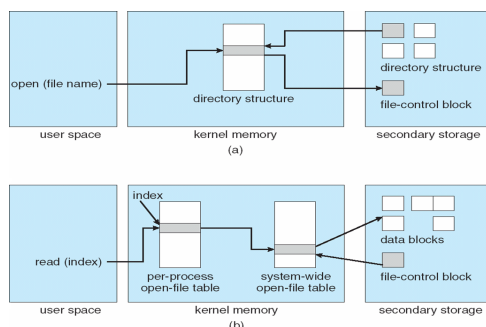 open (file name)
directory structure
directory structure
file-control block
user space
kernel memory
secondary storage
(a)
index
read (index)
per-process
open-file table
system-wide
open-file table
data blocks
file-control block
user space
kernel memory
secondary storage
(b)